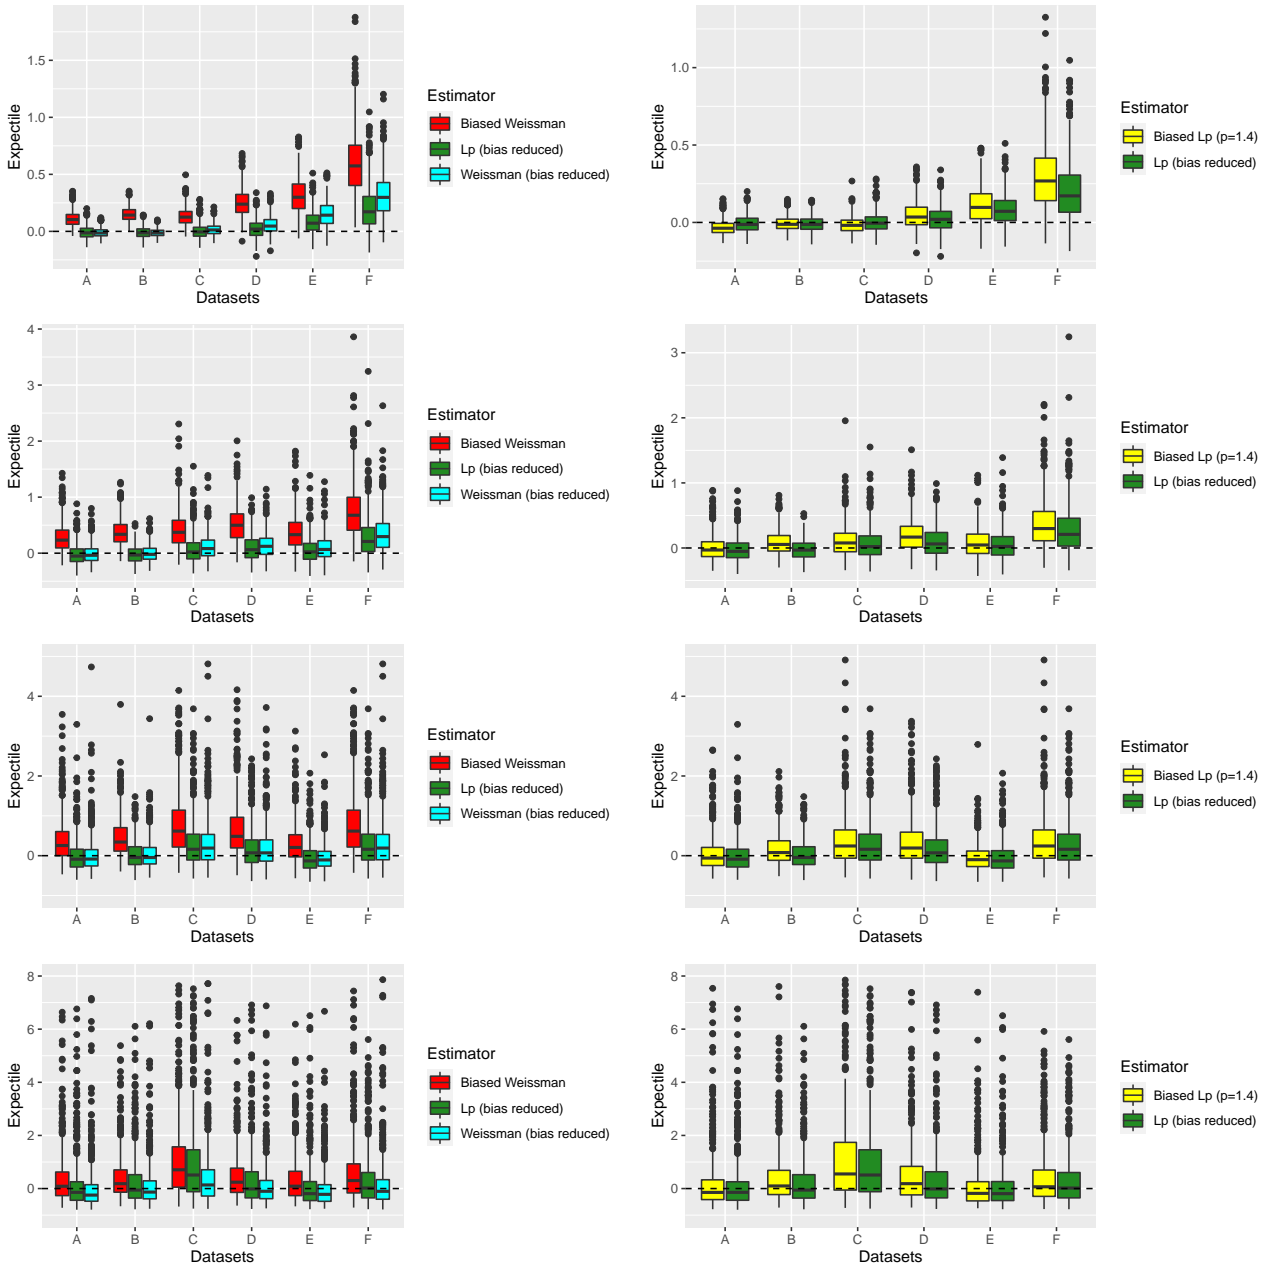 Expectile
1.5
1.0
0.5
0.0
A B C D E F
Datasets
Estimator
Biased Weissman
Lp (bias reduced)
Weissman (bias reduced)
Expectile
1.0
0.5
0.0
A B C D E F
Datasets
Estimator
Biased Lp (p=1.4)
Lp (bias reduced)
Expectile
4
3
2
1
0
A B C D E F
Datasets
Estimator
Biased Weissman
Lp (bias reduced)
Weissman (bias reduced)
Expectile
3
2
1
0
A B C D E F
Datasets
Estimator
Biased Lp (p=1.4)
Lp (bias reduced)
Expectile
4
2
0
A B C D E F
Datasets
Estimator
Biased Weissman
Lp (bias reduced)
Weissman (bias reduced)
Expectile
4
2
0
A B C D E F
Datasets
Estimator
Biased Lp (p=1.4)
Lp (bias reduced)
Expectile
8
6
4
2
0
A B C D E F
Datasets
Estimator
Biased Weissman
Lp (bias reduced)
Weissman (bias reduced)
Expectile
8
6
4
2
0
A B C D E F
Datasets
Estimator
Biased Lp (p=1.4)
Lp (bias reduced)